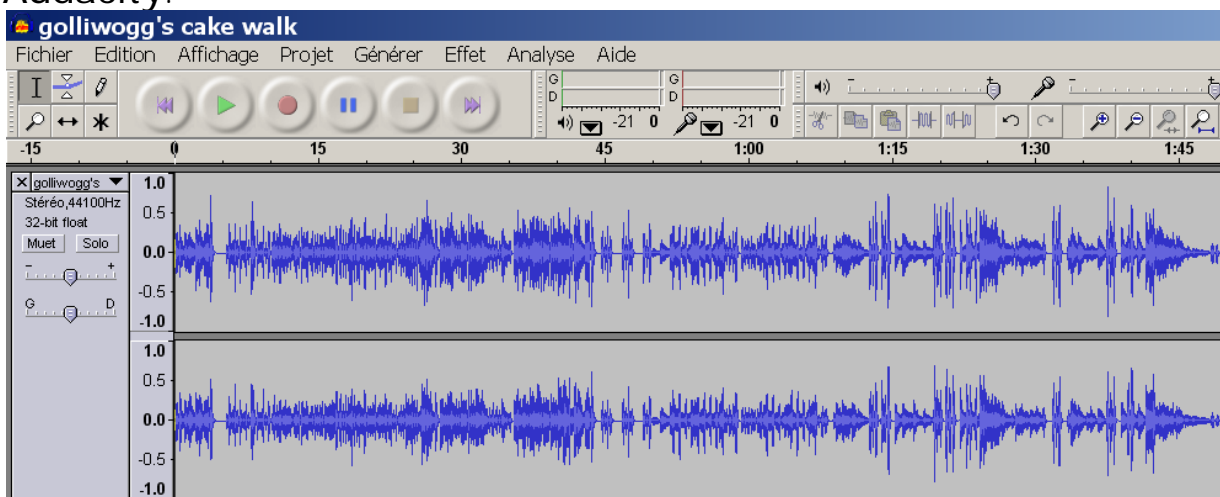 Audacity.
golliwogg's cake walk
Fichier Edition Affichage Projet Générer Effet Analyse Aide
G G
D D
-21 0 -21 0
- + - +
-15 0 15 30 45 1:00 1:15 1:30 1:45
golliwogg's
Stéréo,44100Hz
32-bit float
Muet Solo
- +
G D
1.0
0.5
0.0
-0.5
-1.0
1.0
0.5
0.0
-0.5
-1.0